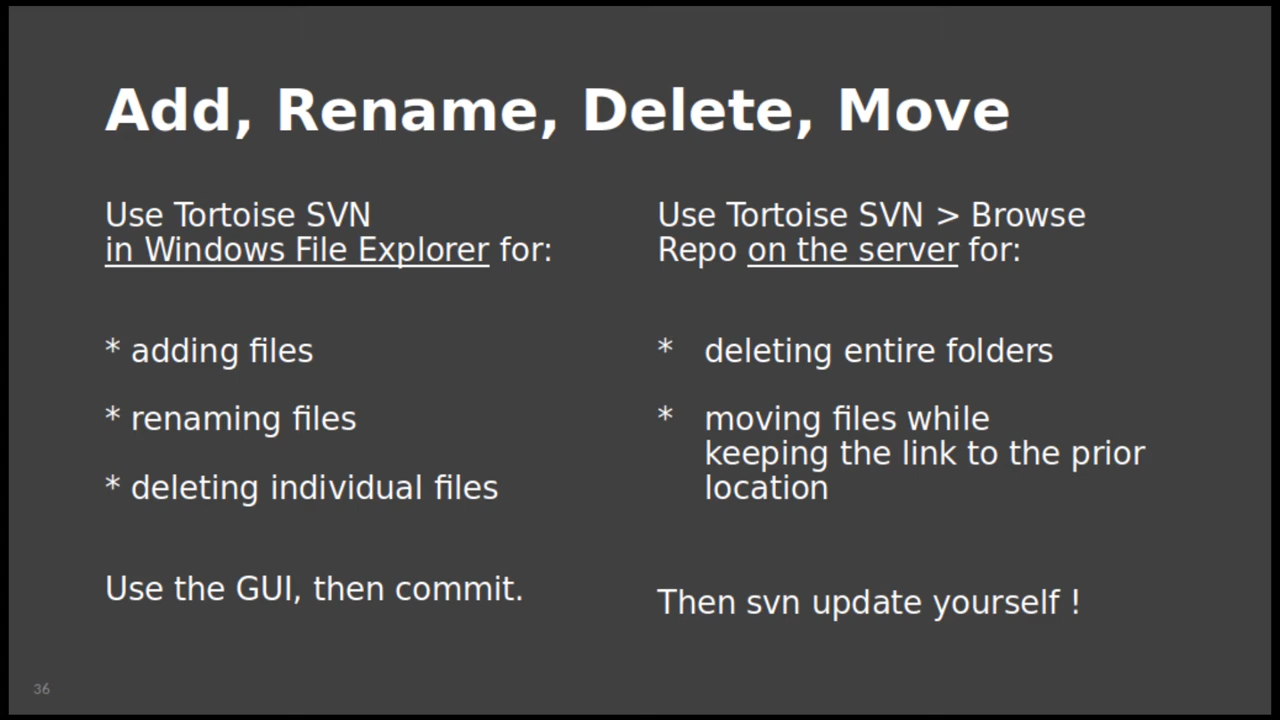 Add, Rename, Delete, Move
Use Tortoise SVN
in Windows File Explorer for:
* adding files
* renaming files
* deleting individual files
Use the GUI, then commit.
Use Tortoise SVN > Browse
Repo on the server for:
* deleting entire folders
* moving files while
keeping the link to the prior
location
Then svn update yourself !
36